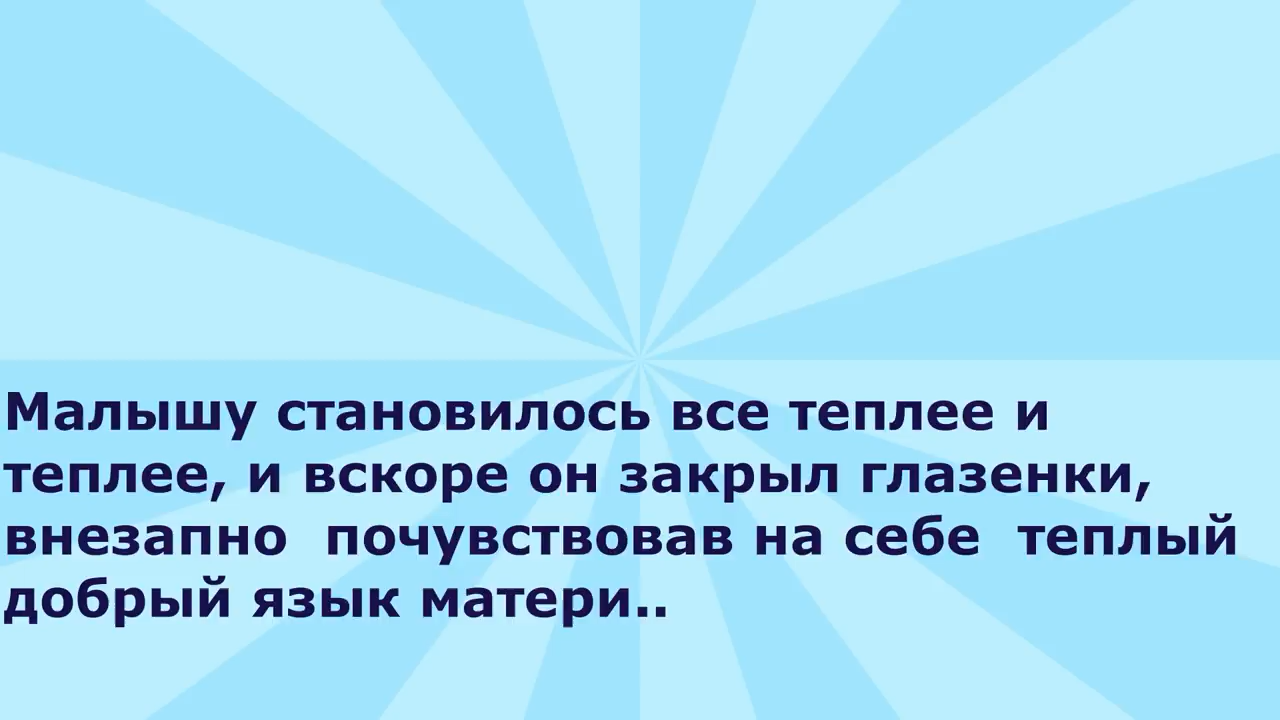 Малышу становилось все теплее и
теплее, и вскоре он закрыл глазенки,
внезапно  почувствовав на себе  теплый
добрый язык матери..